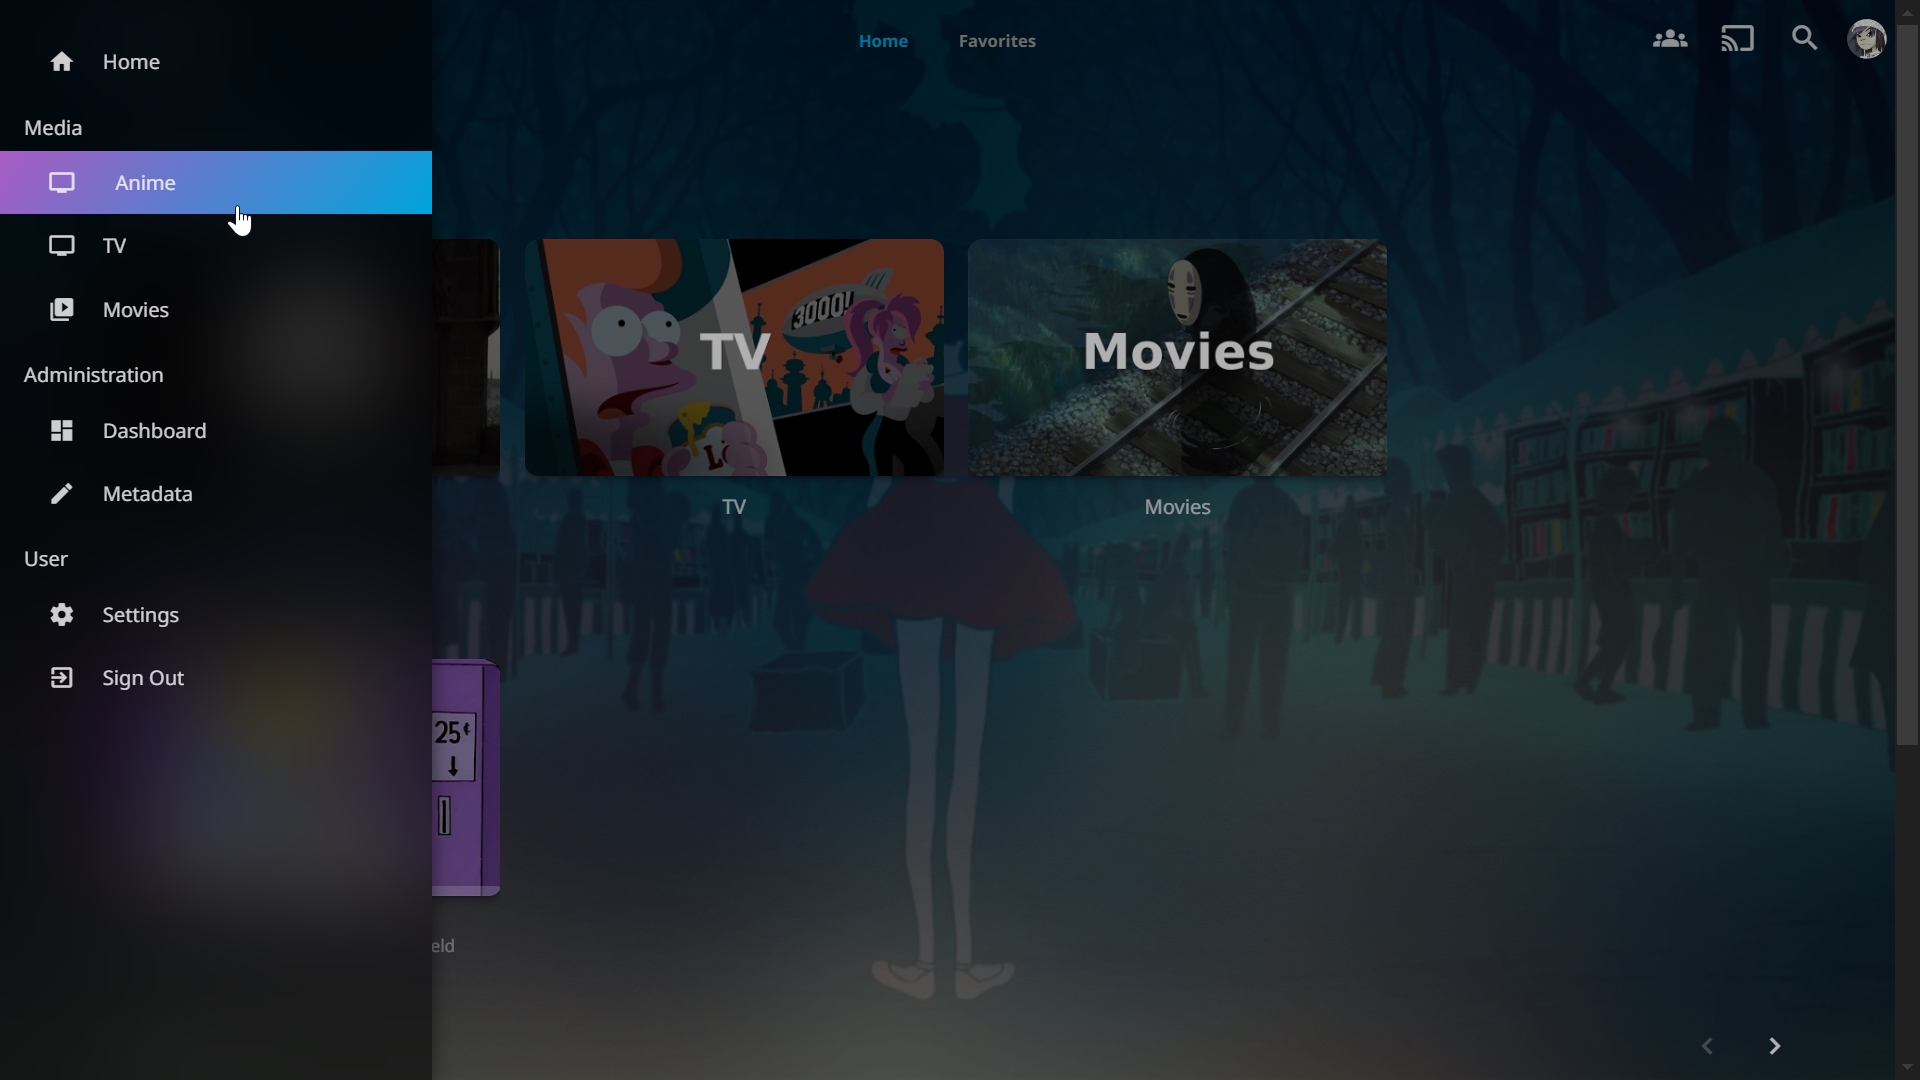 Home
Home
Favorites
Media
Anime
TV
Movies
Administration
Dashboard
Metadata
User
Settings
Sign Out
3000!
TV
Movies
TV
Movies
25¢
eld